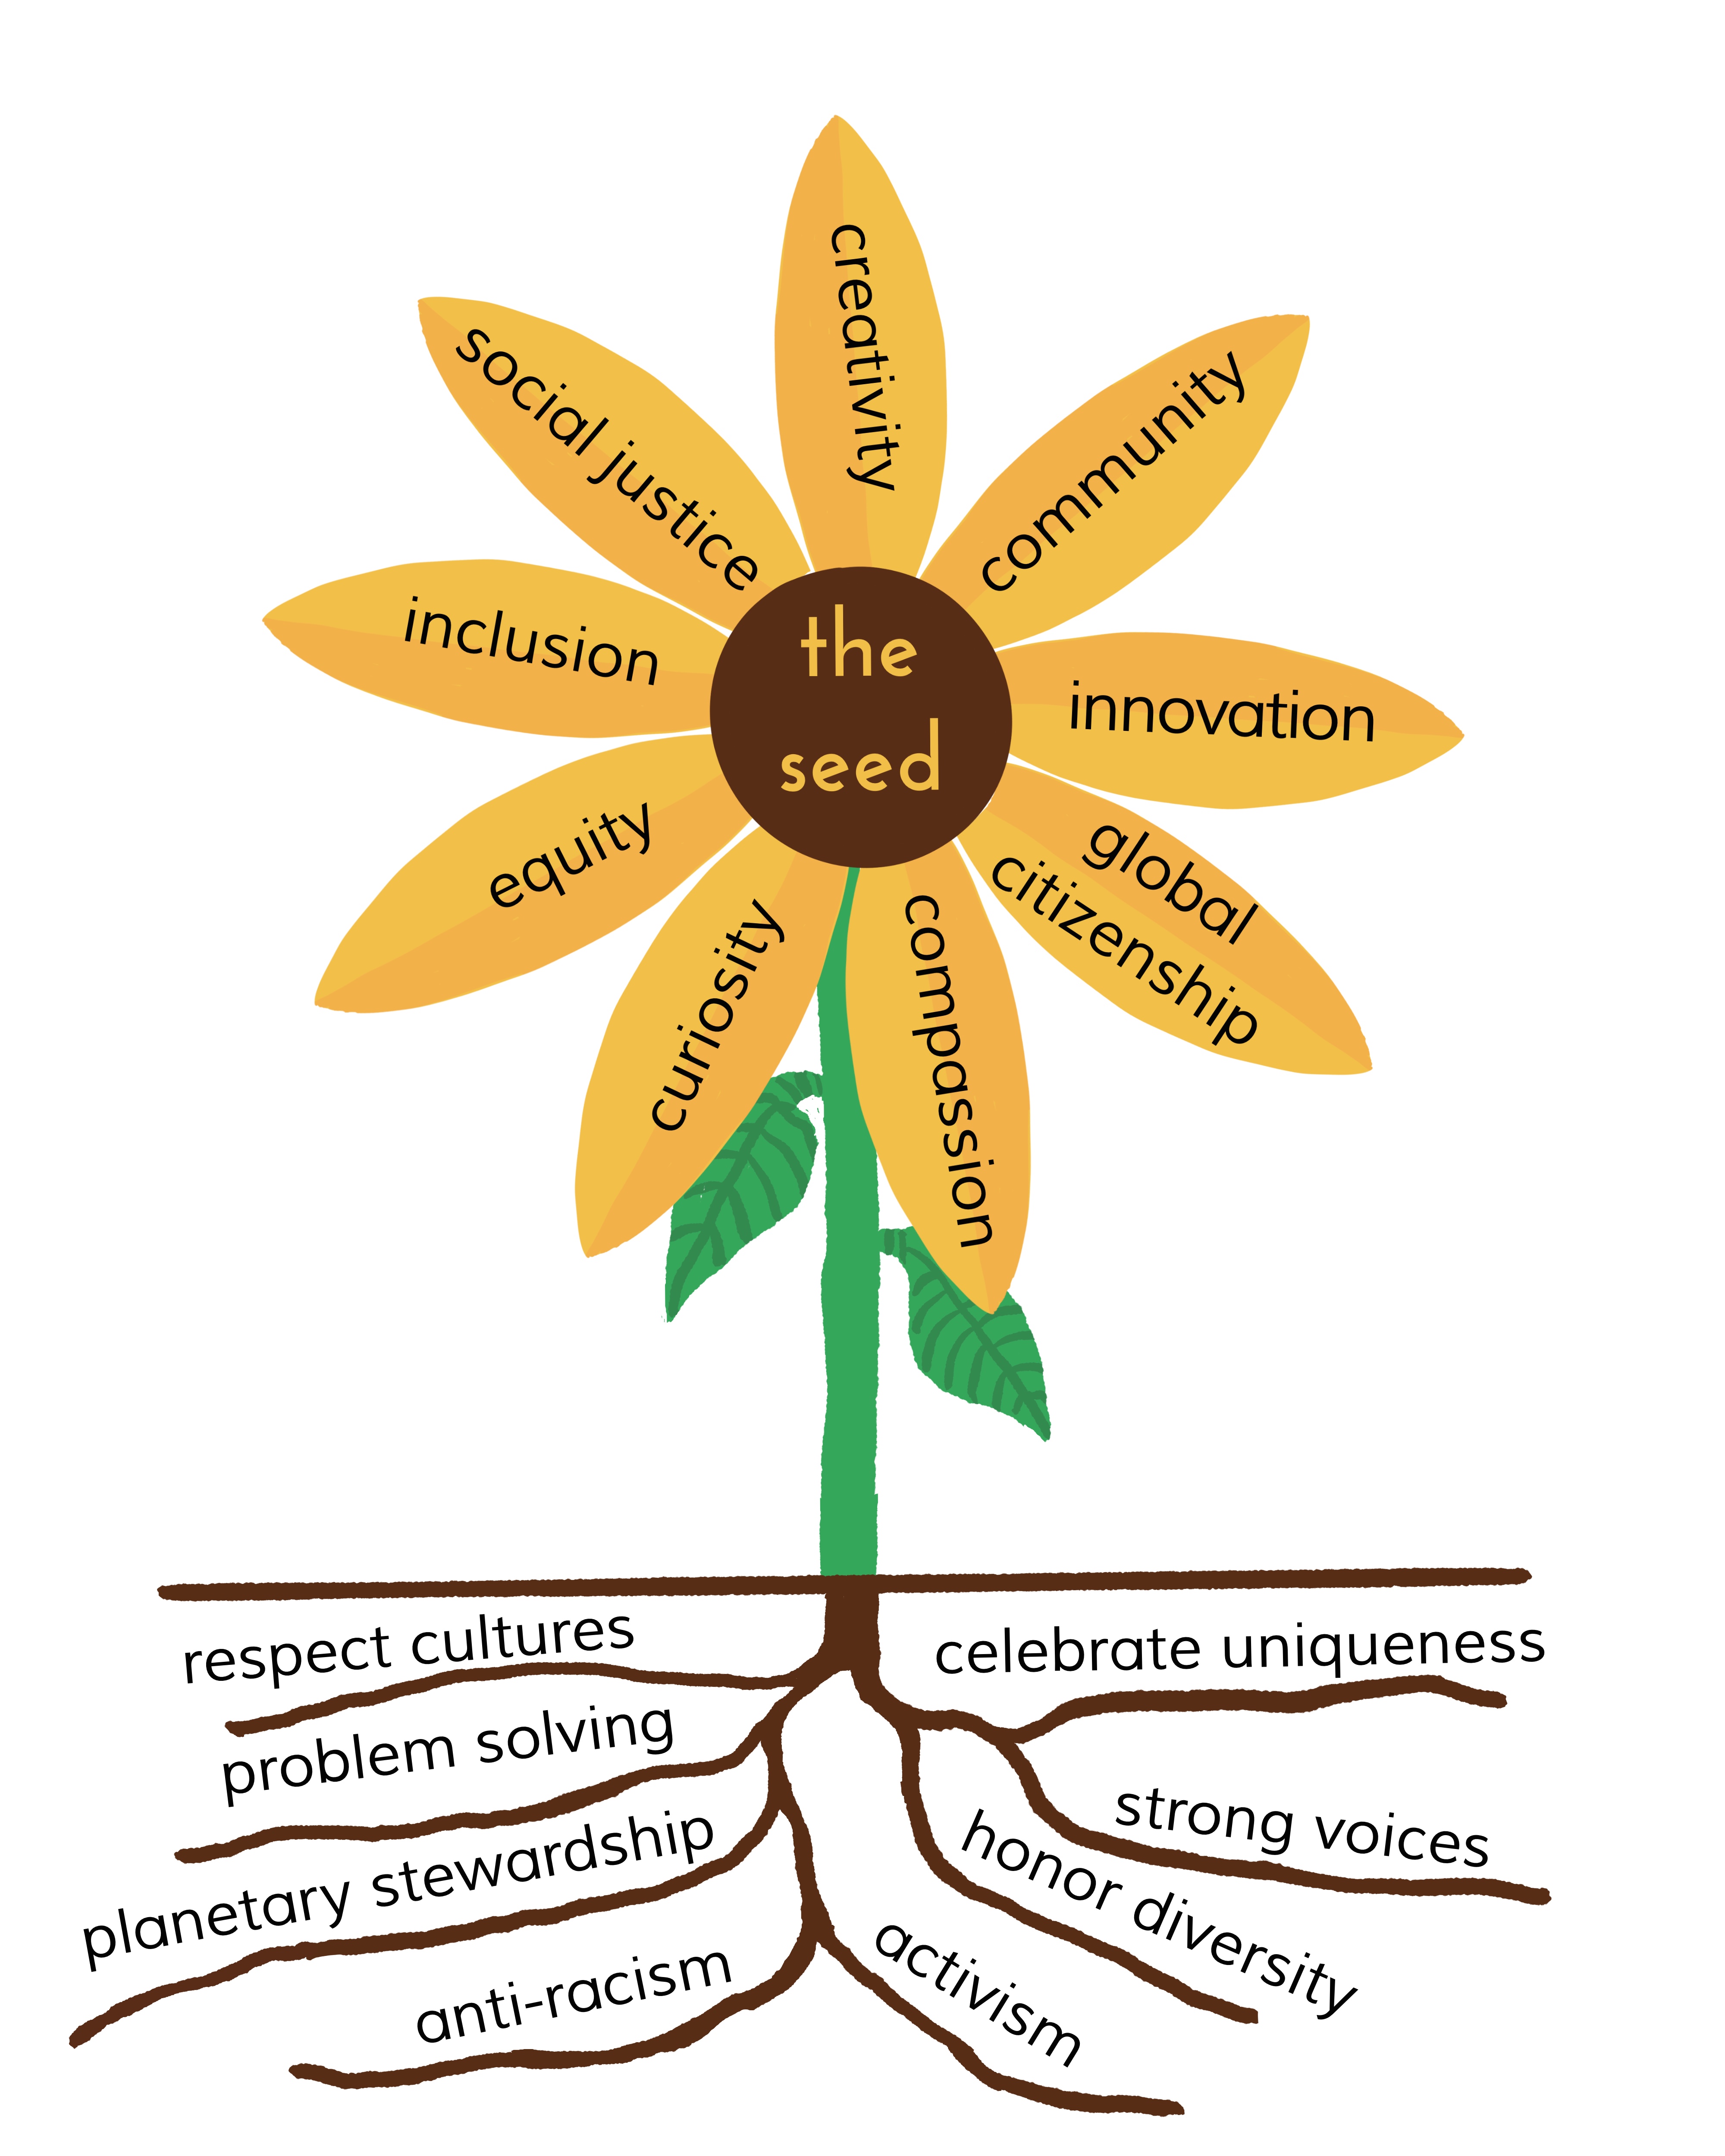 creativity
community
innovation
global
citizenship
compassion
curiosity
equity
inclusion
social justice
the
seed
respect cultures
celebrate uniqueness
problem solving
strong voices
planetary stewardship
honor diversity
anti-racism
activism